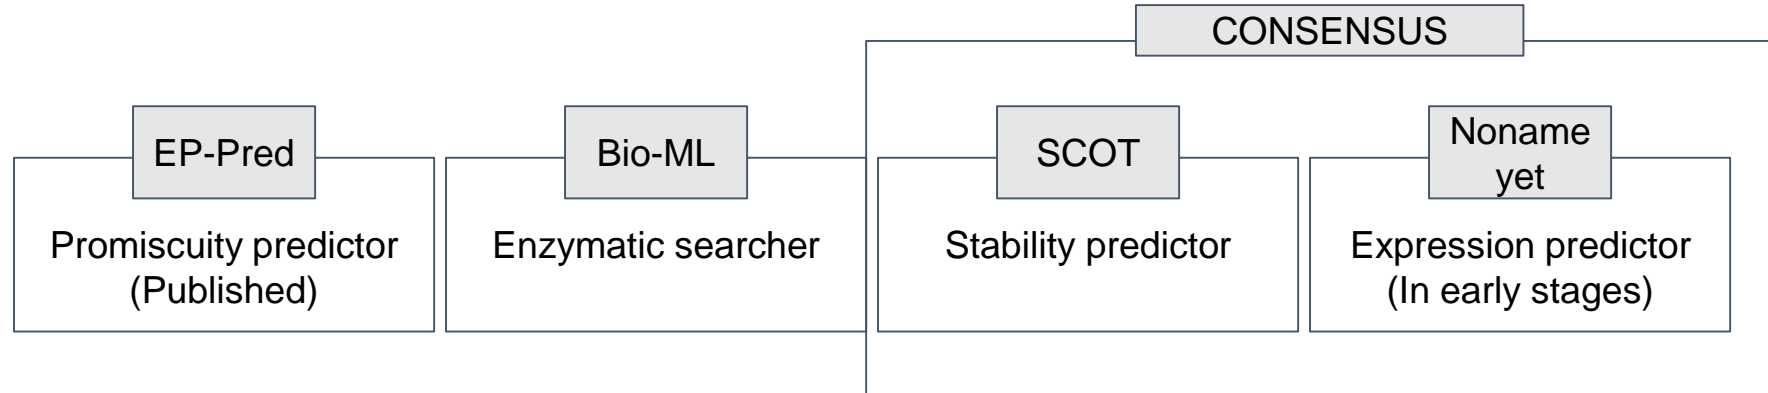 CONSENSUS
EP-Pred
Promiscuity predictor
(Published)
Bio-ML
Enzymatic searcher
SCOT
Stability predictor
Noname
yet
Expression predictor
(In early stages)